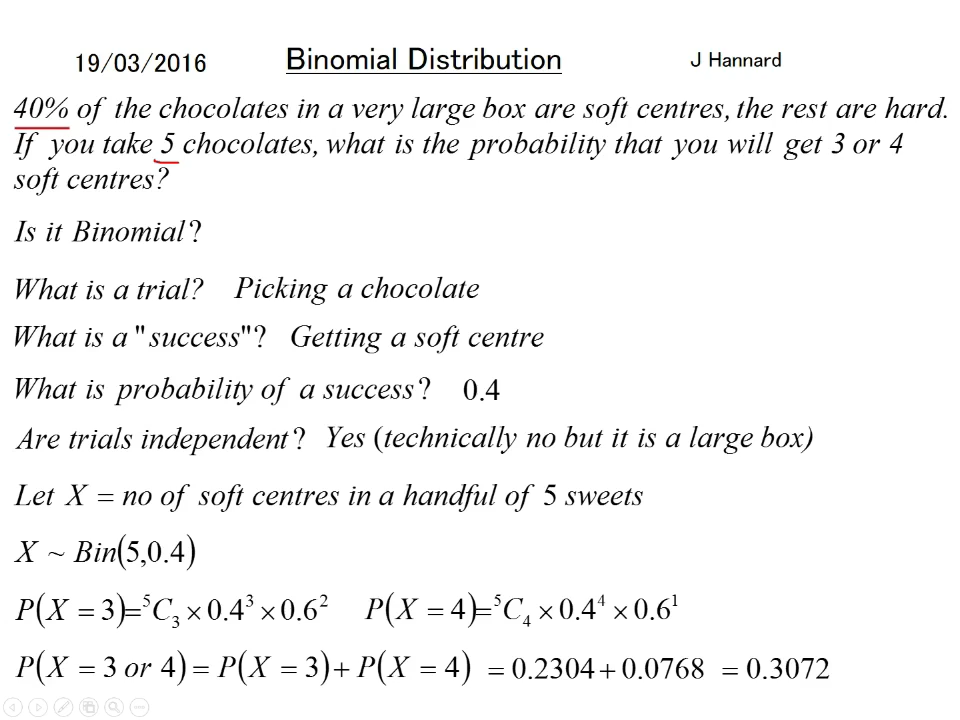 19/03/2016 Binomial Distribution J Hannard
40% of the chocolates in a very large box are soft centres, the rest are hard.
If you take 5 chocolates, what is the probability that you will get 3 or 4
soft centres?
Is it Binomial?
What is a trial? Picking a chocolate
What is a "success"? Getting a soft centre
What is probability of a success? 0.4
Are trials independent? Yes (technically no but it is a large box)
Let X = no of soft centres in a handful of 5 sweets
X ~ Bin(5,0.4)
P(X = 3)=⁵C₃ × 0.4³ × 0.6² P(X = 4)=⁵C₄ × 0.4⁴ × 0.6¹
P(X = 3 or 4) = P(X = 3) + P(X = 4) = 0.2304 + 0.0768 = 0.3072